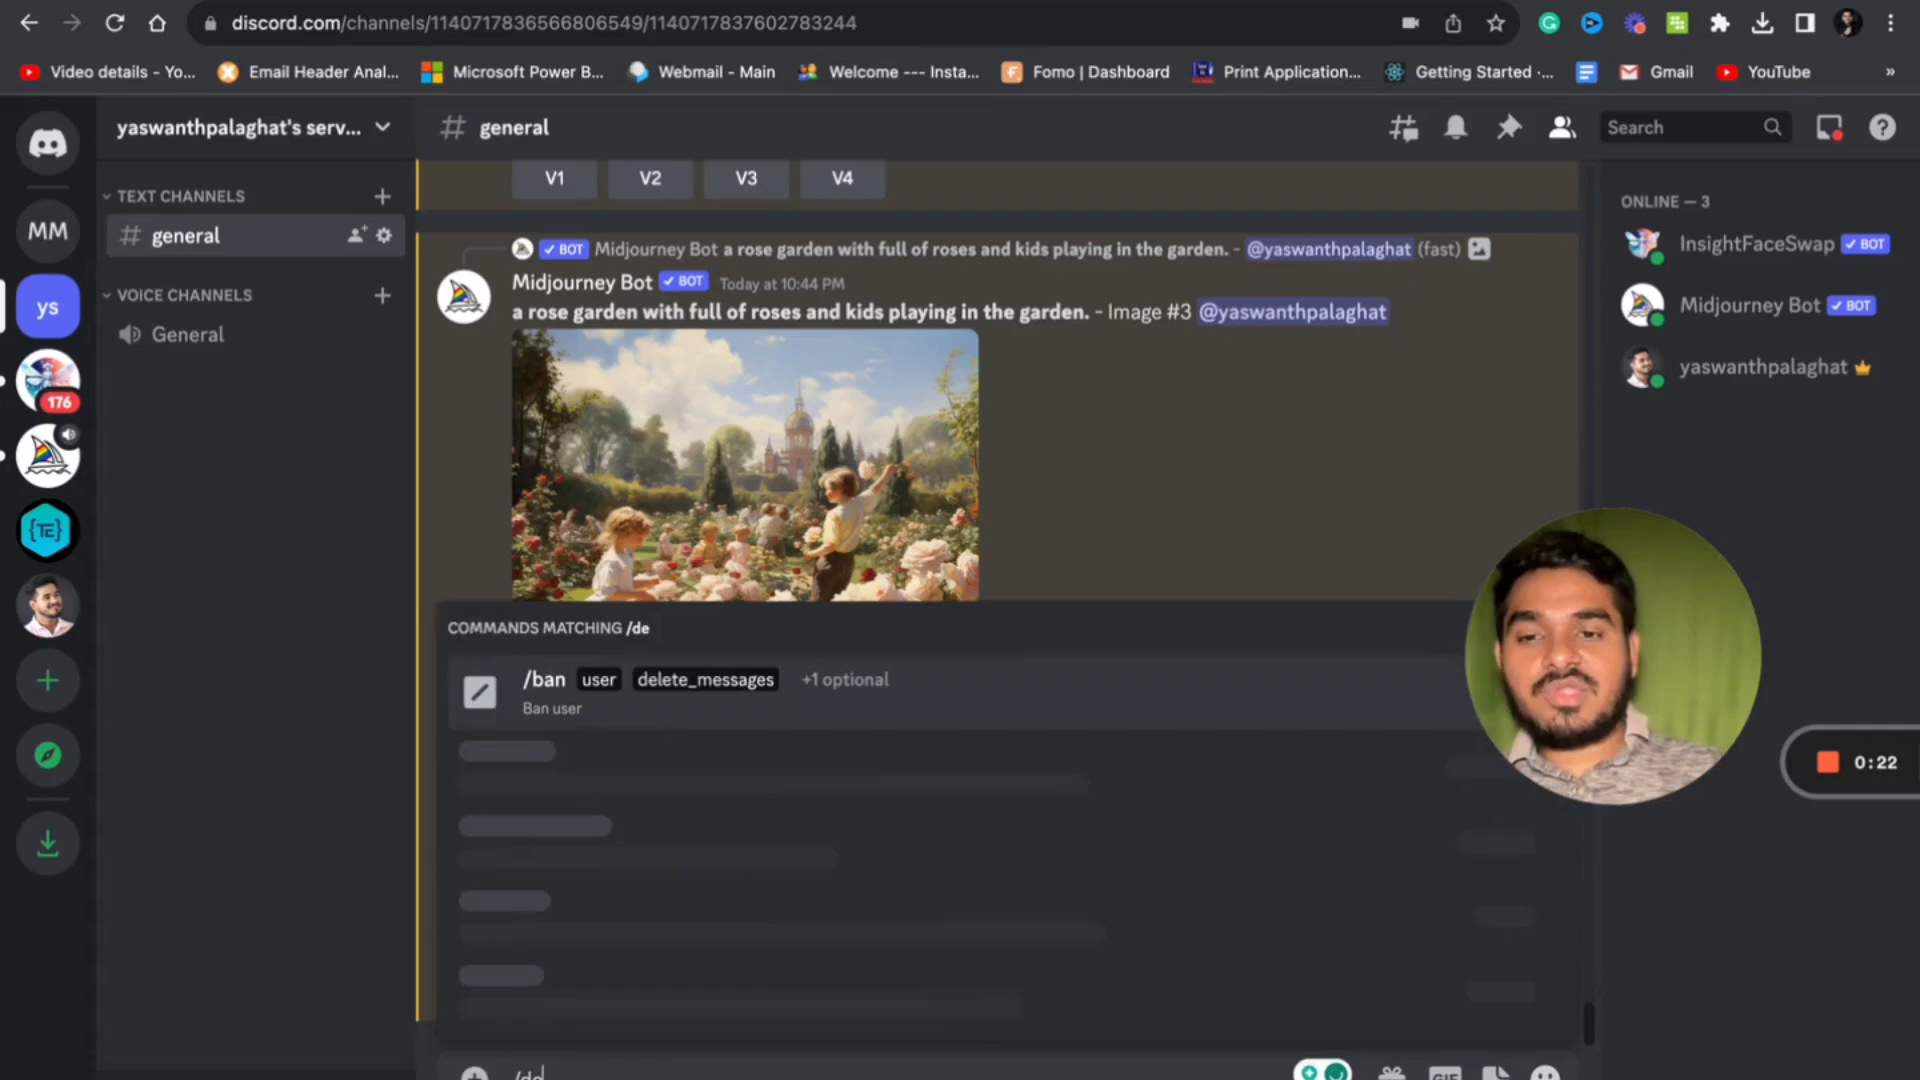 discord.com/channels/1140717836566806549/1140717837602783244
Video details - Yo...
Email Header Anal...
Microsoft Power B...
Webmail - Main
Welcome --- Insta...
Fomo | Dashboard
Print Application...
Getting Started ·...
Gmail
YouTube
»
yaswanthpalaghat's serv...
general
Search
TEXT CHANNELS
general
VOICE CHANNELS
General
MM
ys
176
{TE}
V1 V2 V3 V4
BOT Midjourney Bot a rose garden with full of roses and kids playing in the garden. - @yaswanthpalaghat (fast)
Midjourney Bot BOT Today at 10:44 PM
a rose garden with full of roses and kids playing in the garden. - Image #3 @yaswanthpalaghat
COMMANDS MATCHING /de
/ban user delete_messages +1 optional
Ban user
GIF
ONLINE — 3
InsightFaceSwap BOT
Midjourney Bot BOT
yaswanthpalaghat
0:22